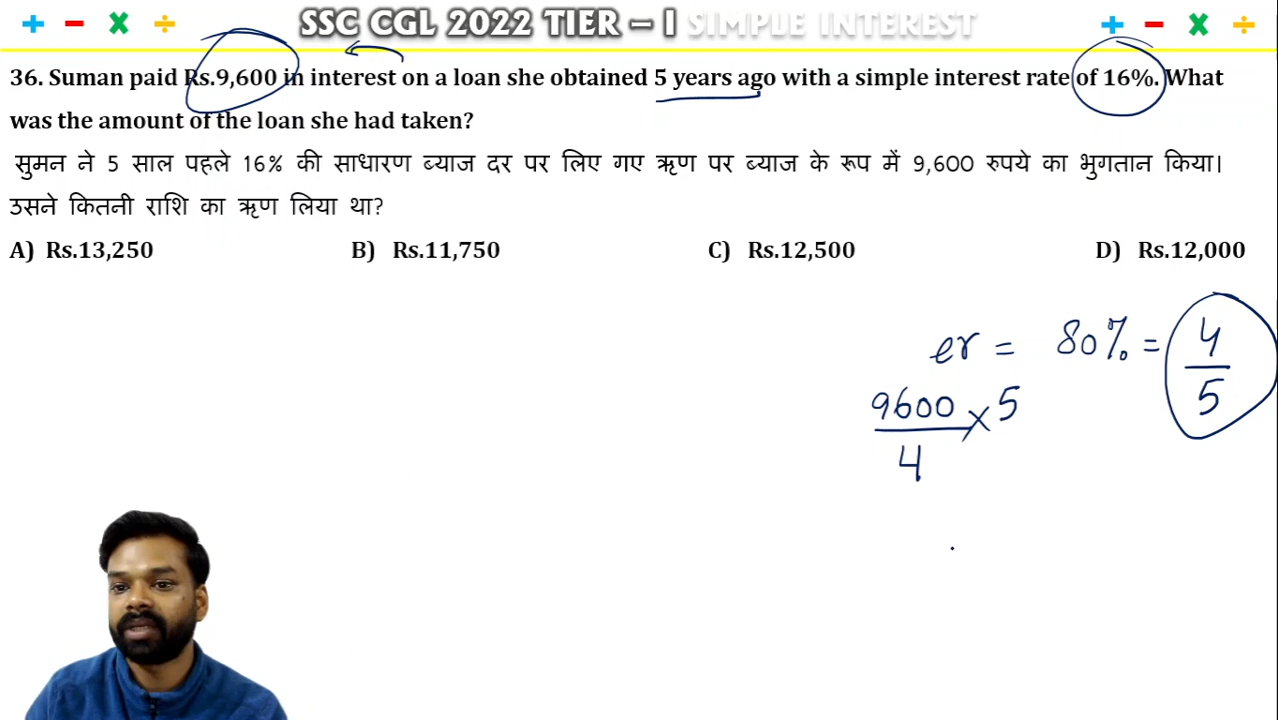 + − × ÷ SSC CGL 2022 TIER – I SIMPLE INTEREST + − × ÷
36. Suman paid Rs.9,600 in interest on a loan she obtained 5 years ago with a simple interest rate of 16%. What
was the amount of the loan she had taken?
सुमन ने 5 साल पहले 16% की साधारण ब्याज दर पर लिए गए ऋण पर ब्याज के रूप में 9,600 रुपये का भुगतान किया।
उसने कितनी राशि का ऋण लिया था?
A) Rs.13,250 B) Rs.11,750 C) Rs.12,500 D) Rs.12,000
er = 80% = 4/5
9600/4 × 5